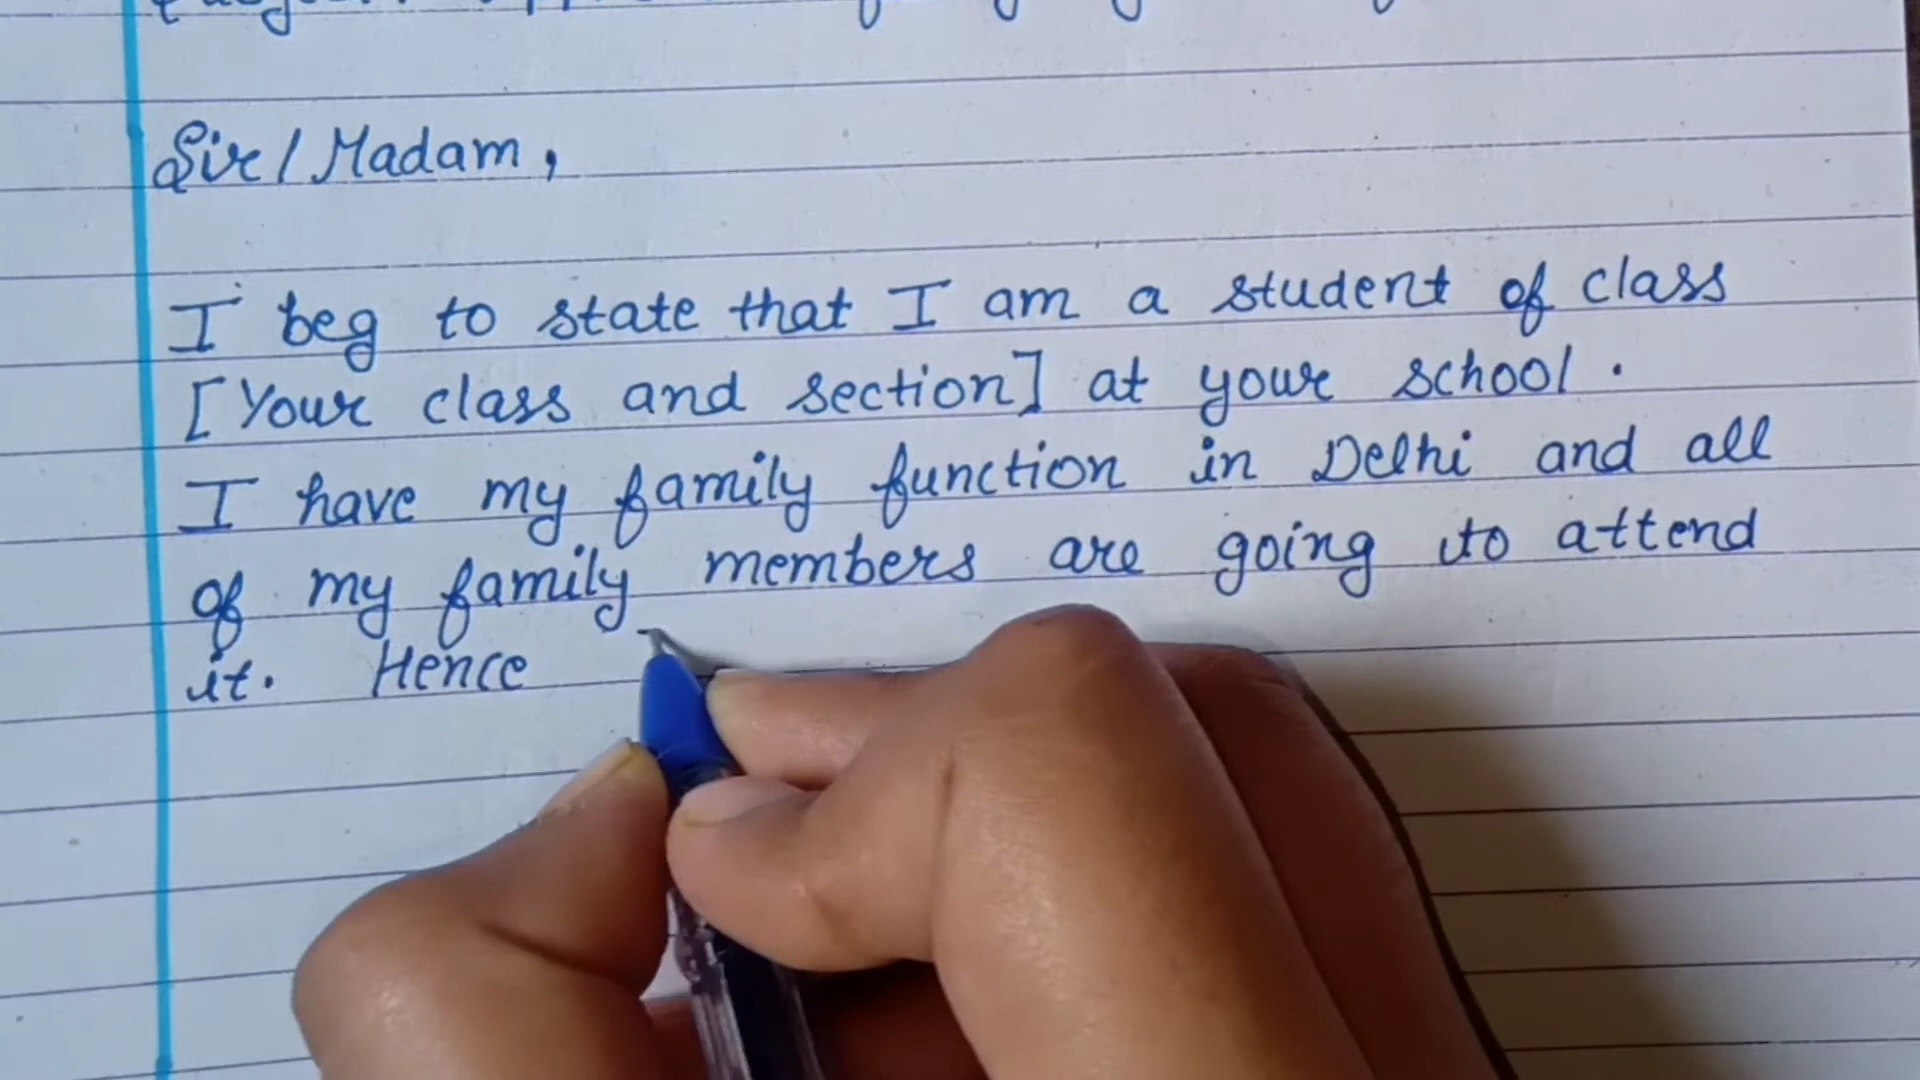 Sir/Madam,
I beg to state that I am a student of class
[Your class and section] at your school.
I have my family function in Delhi and all
of my family members are going to attend
it. Hence